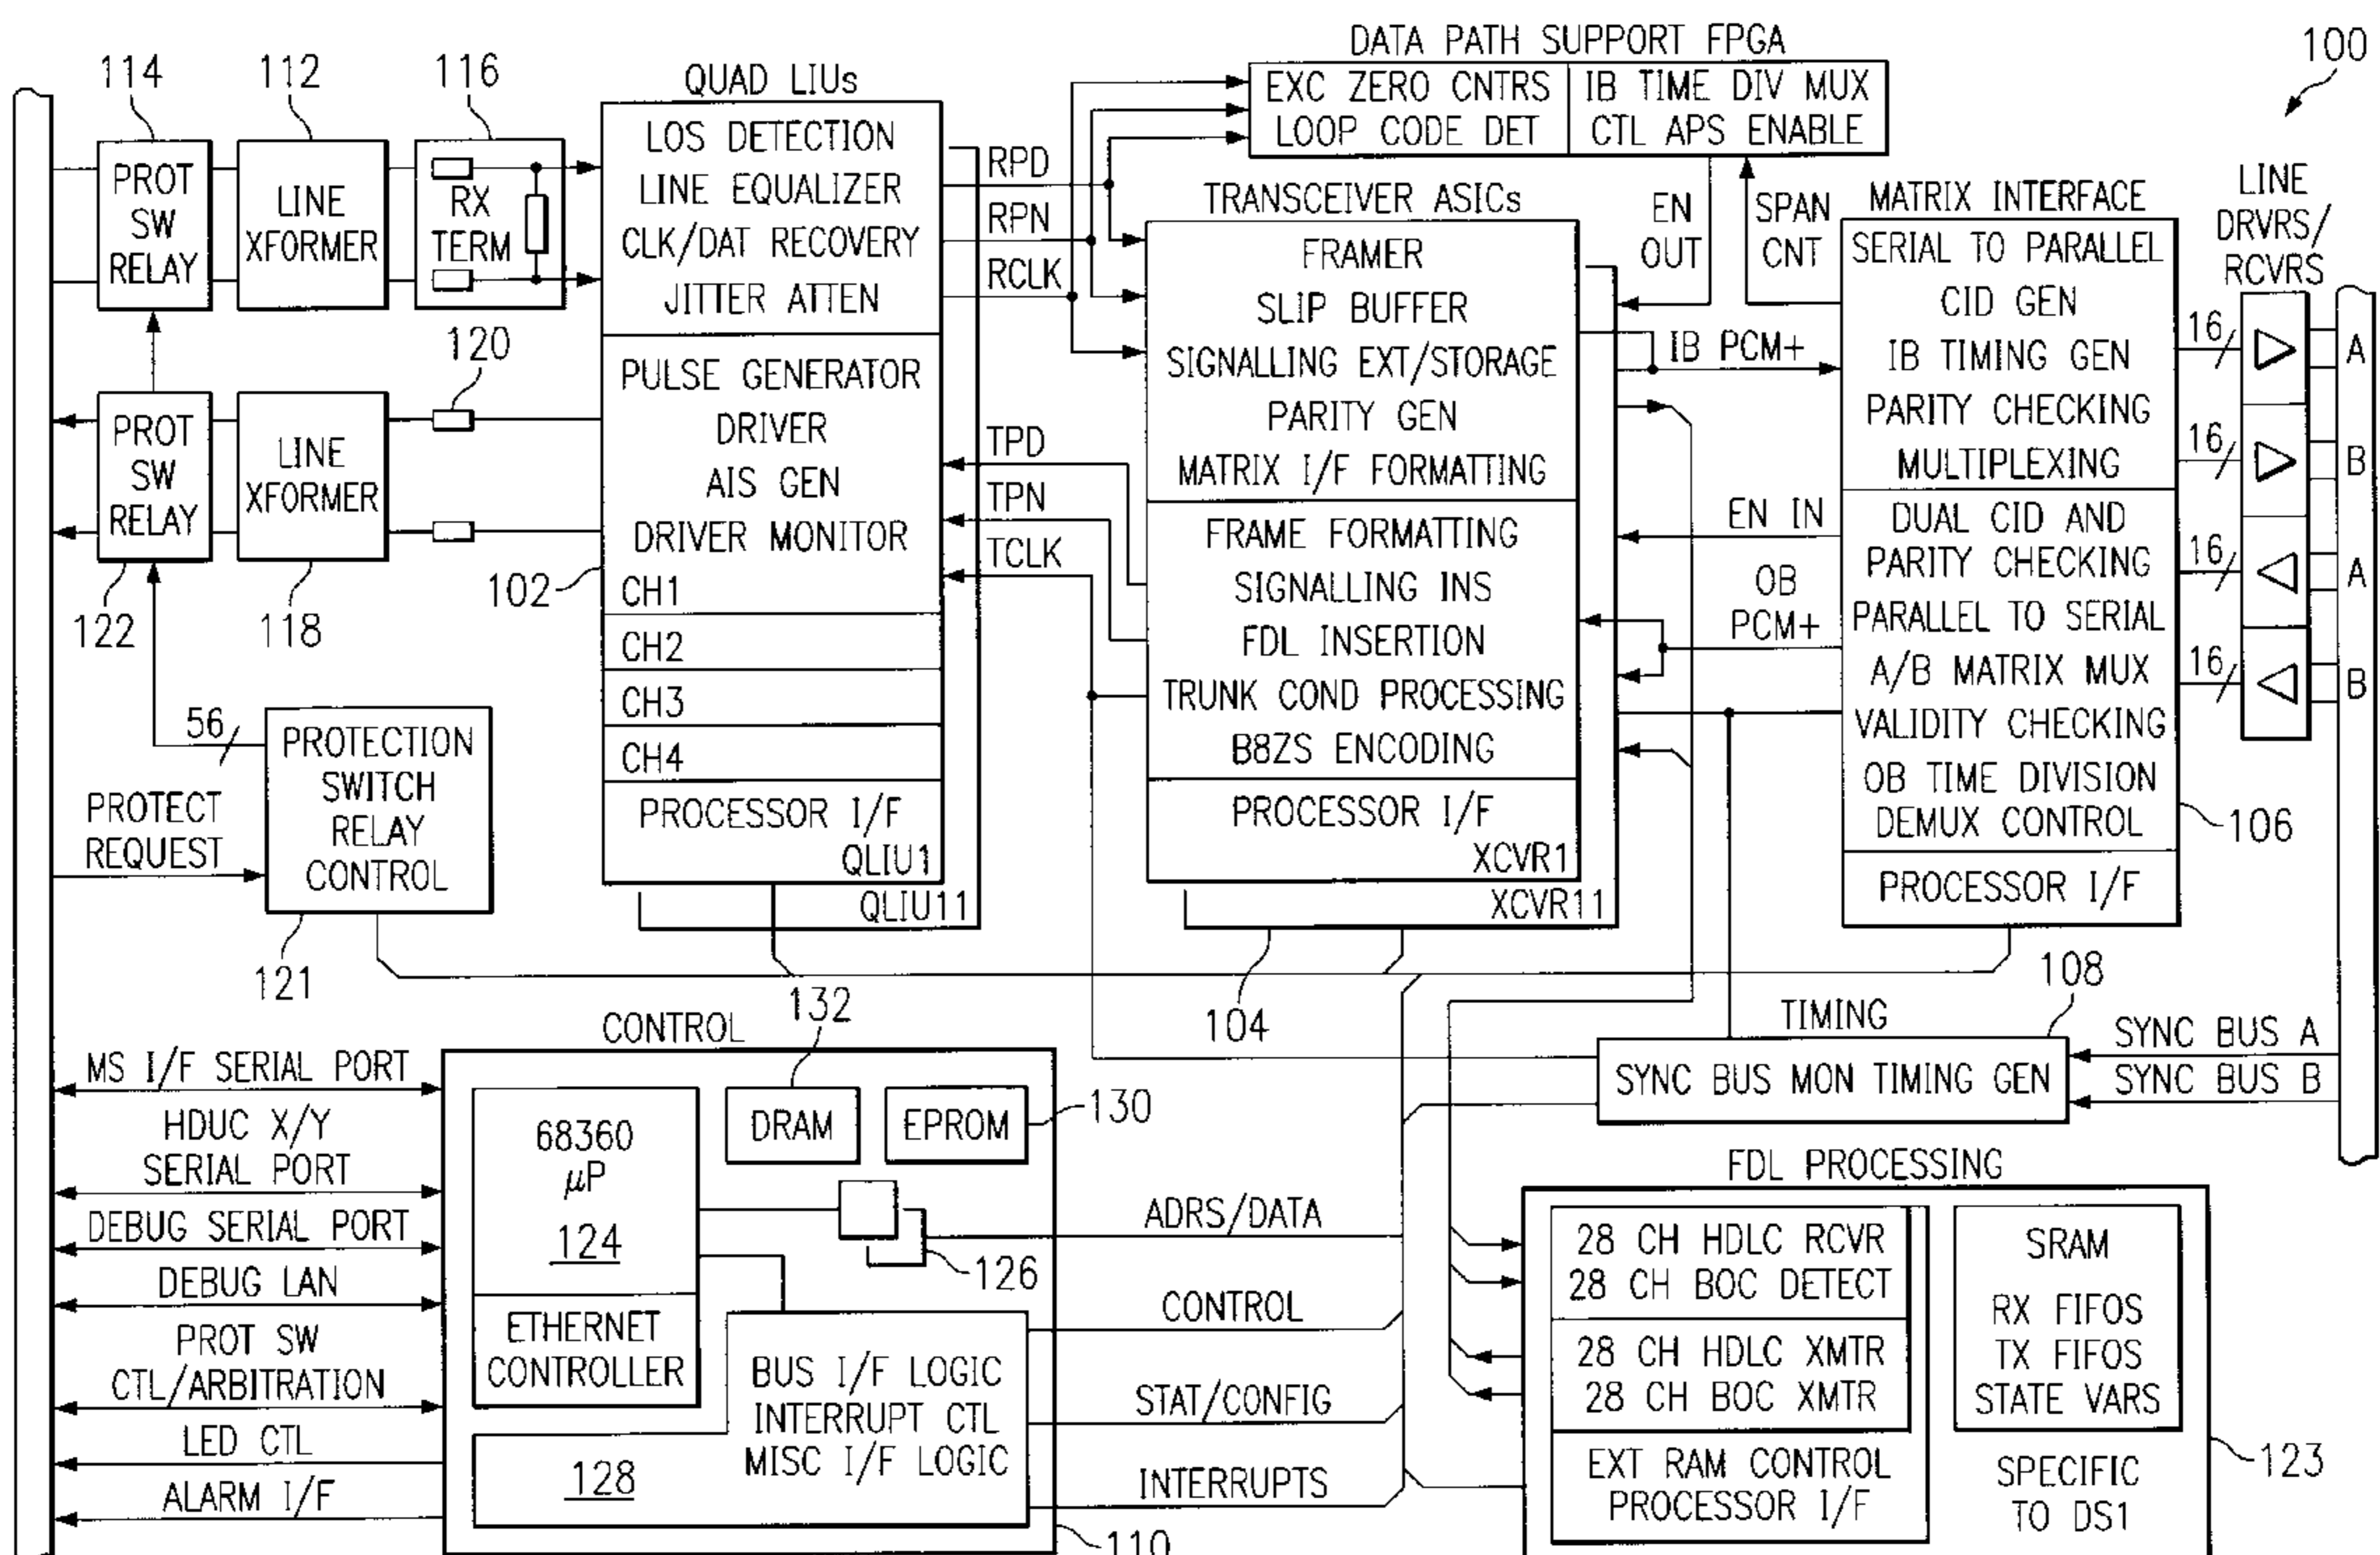 100
DATA PATH SUPPORT FPGA
EXC ZERO CNTRS
LOOP CODE DET
IB TIME DIV MUX
CTL APS ENABLE
114
112
116
PROT
SW
RELAY
LINE
XFORMER
RX
TERM
QUAD LIUs
LOS DETECTION
LINE EQUALIZER
CLK/DAT RECOVERY
JITTER ATTEN
PULSE GENERATOR
DRIVER
AIS GEN
DRIVER MONITOR
CH1
CH2
CH3
CH4
PROCESSOR I/F
QLIU1
QLIU11
102
120
PROT
SW
RELAY
LINE
XFORMER
122
118
56
PROTECT
REQUEST
PROTECTION
SWITCH
RELAY
CONTROL
121
RPD
RPN
RCLK
TPD
TPN
TCLK
TRANSCEIVER ASICs
FRAMER
SLIP BUFFER
SIGNALLING EXT/STORAGE
PARITY GEN
MATRIX I/F FORMATTING
FRAME FORMATTING
SIGNALLING INS
FDL INSERTION
TRUNK COND PROCESSING
B8ZS ENCODING
PROCESSOR I/F
XCVR1
XCVR11
104
EN
OUT
SPAN
CNT
IB PCM+
EN IN
OB
PCM+
MATRIX INTERFACE
SERIAL TO PARALLEL
CID GEN
IB TIMING GEN
PARITY CHECKING
MULTIPLEXING
DUAL CID AND
PARITY CHECKING
PARALLEL TO SERIAL
A/B MATRIX MUX
VALIDITY CHECKING
OB TIME DIVISION
DEMUX CONTROL
PROCESSOR I/F
106
LINE
DRVRS/
RCVRS
16
A
16
B
16
A
16
B
108
TIMING
SYNC BUS MON TIMING GEN
SYNC BUS A
SYNC BUS B
MS I/F SERIAL PORT
HDUC X/Y
SERIAL PORT
DEBUG SERIAL PORT
DEBUG LAN
PROT SW
CTL/ARBITRATION
LED CTL
ALARM I/F
CONTROL
132
68360
μP
124
ETHERNET
CONTROLLER
DRAM
EPROM
130
126
BUS I/F LOGIC
INTERRUPT CTL
MISC I/F LOGIC
128
110
ADRS/DATA
CONTROL
STAT/CONFIG
INTERRUPTS
FDL PROCESSING
28 CH HDLC RCVR
28 CH BOC DETECT
28 CH HDLC XMTR
28 CH BOC XMTR
EXT RAM CONTROL
PROCESSOR I/F
SRAM
RX FIFOS
TX FIFOS
STATE VARS
SPECIFIC
TO DS1
123